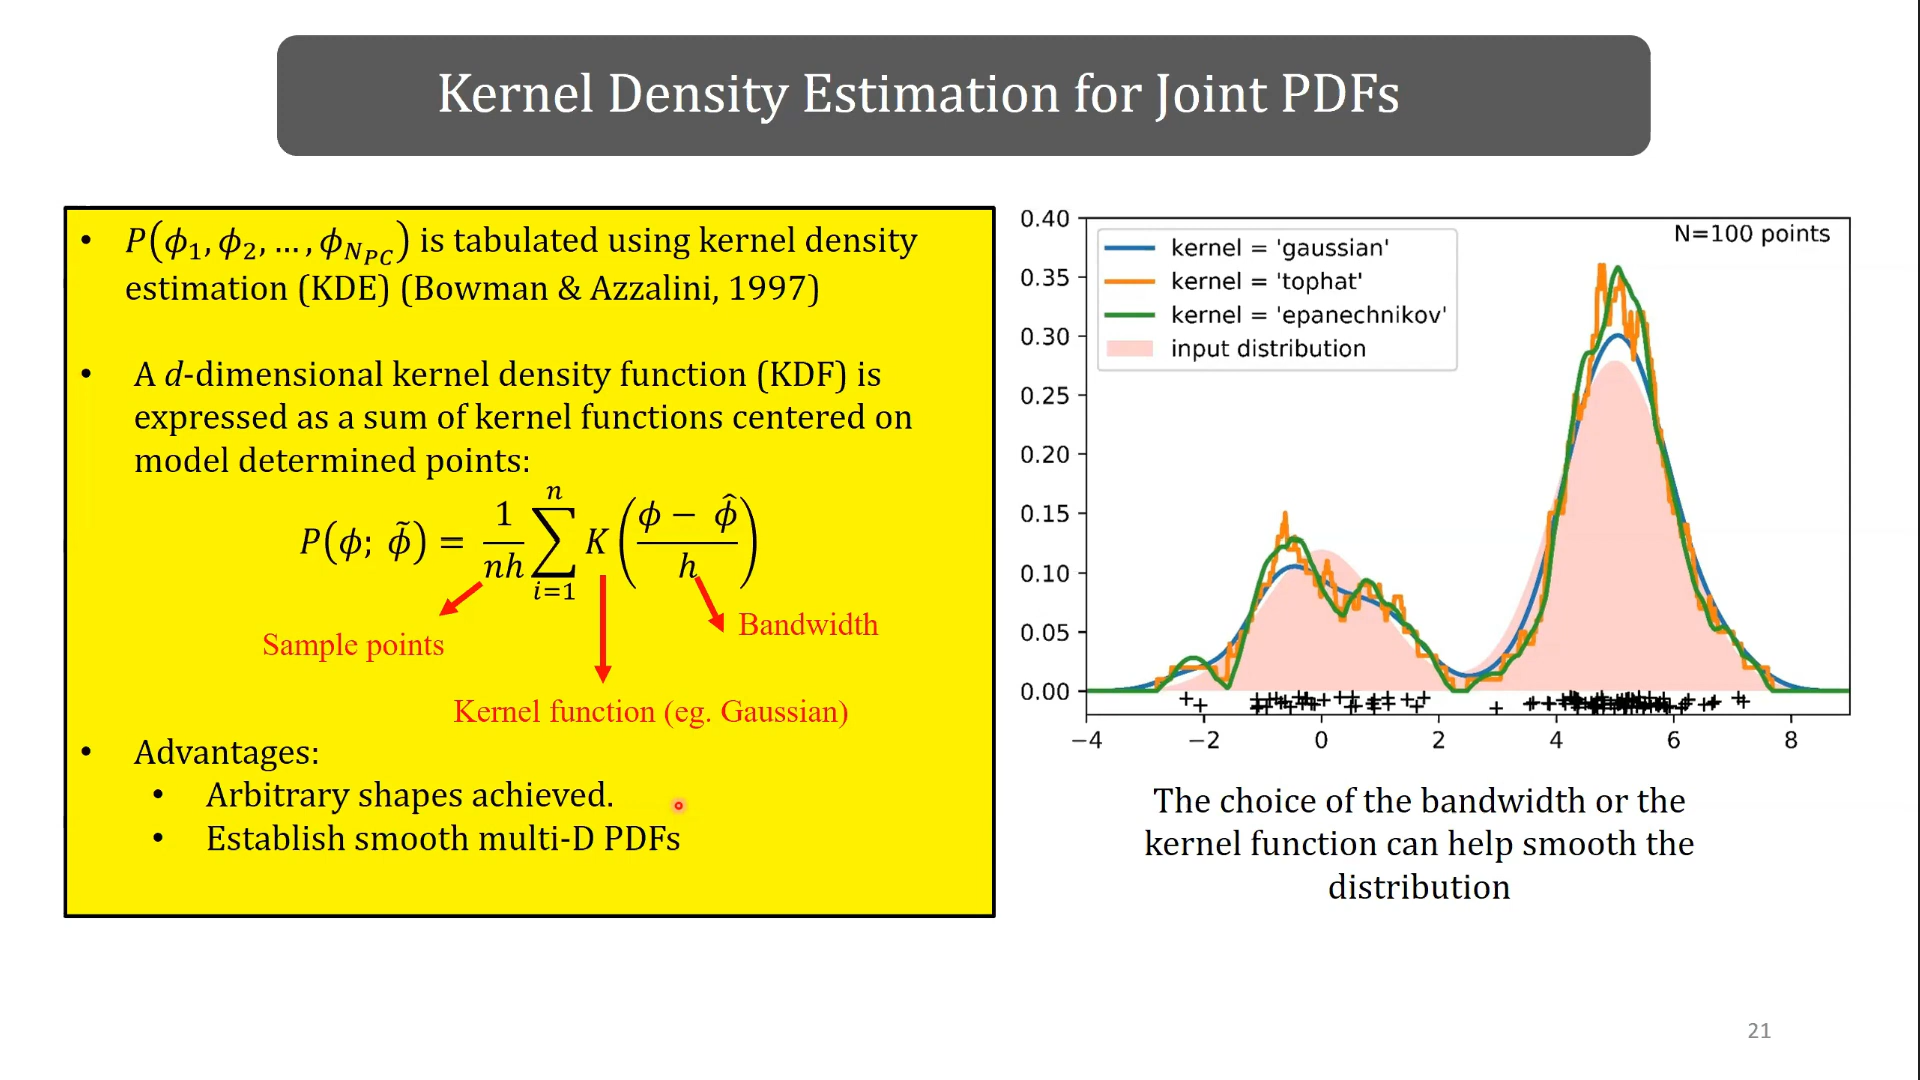 Kernel Density Estimation for Joint PDFs
• P(ϕ₁, ϕ₂, … , ϕ_{N_{PC}}) is tabulated using kernel density
estimation (KDE) (Bowman & Azzalini, 1997)
• A d-dimensional kernel density function (KDF) is
expressed as a sum of kernel functions centered on
model determined points:
P(ϕ; ϕ̃) = \frac{1}{nh} \sum_{i=1}^{n} K((ϕ − ϕ̂)/h)
Sample points
Bandwidth
Kernel function (eg. Gaussian)
• Advantages:
• Arbitrary shapes achieved.
• Establish smooth multi-D PDFs
N=100 points
kernel = 'gaussian'
kernel = 'tophat'
kernel = 'epanechnikov'
input distribution
0.40
0.35
0.30
0.25
0.20
0.15
0.10
0.05
0.00
−4 −2 0 2 4 6 8
The choice of the bandwidth or the
kernel function can help smooth the
distribution
21